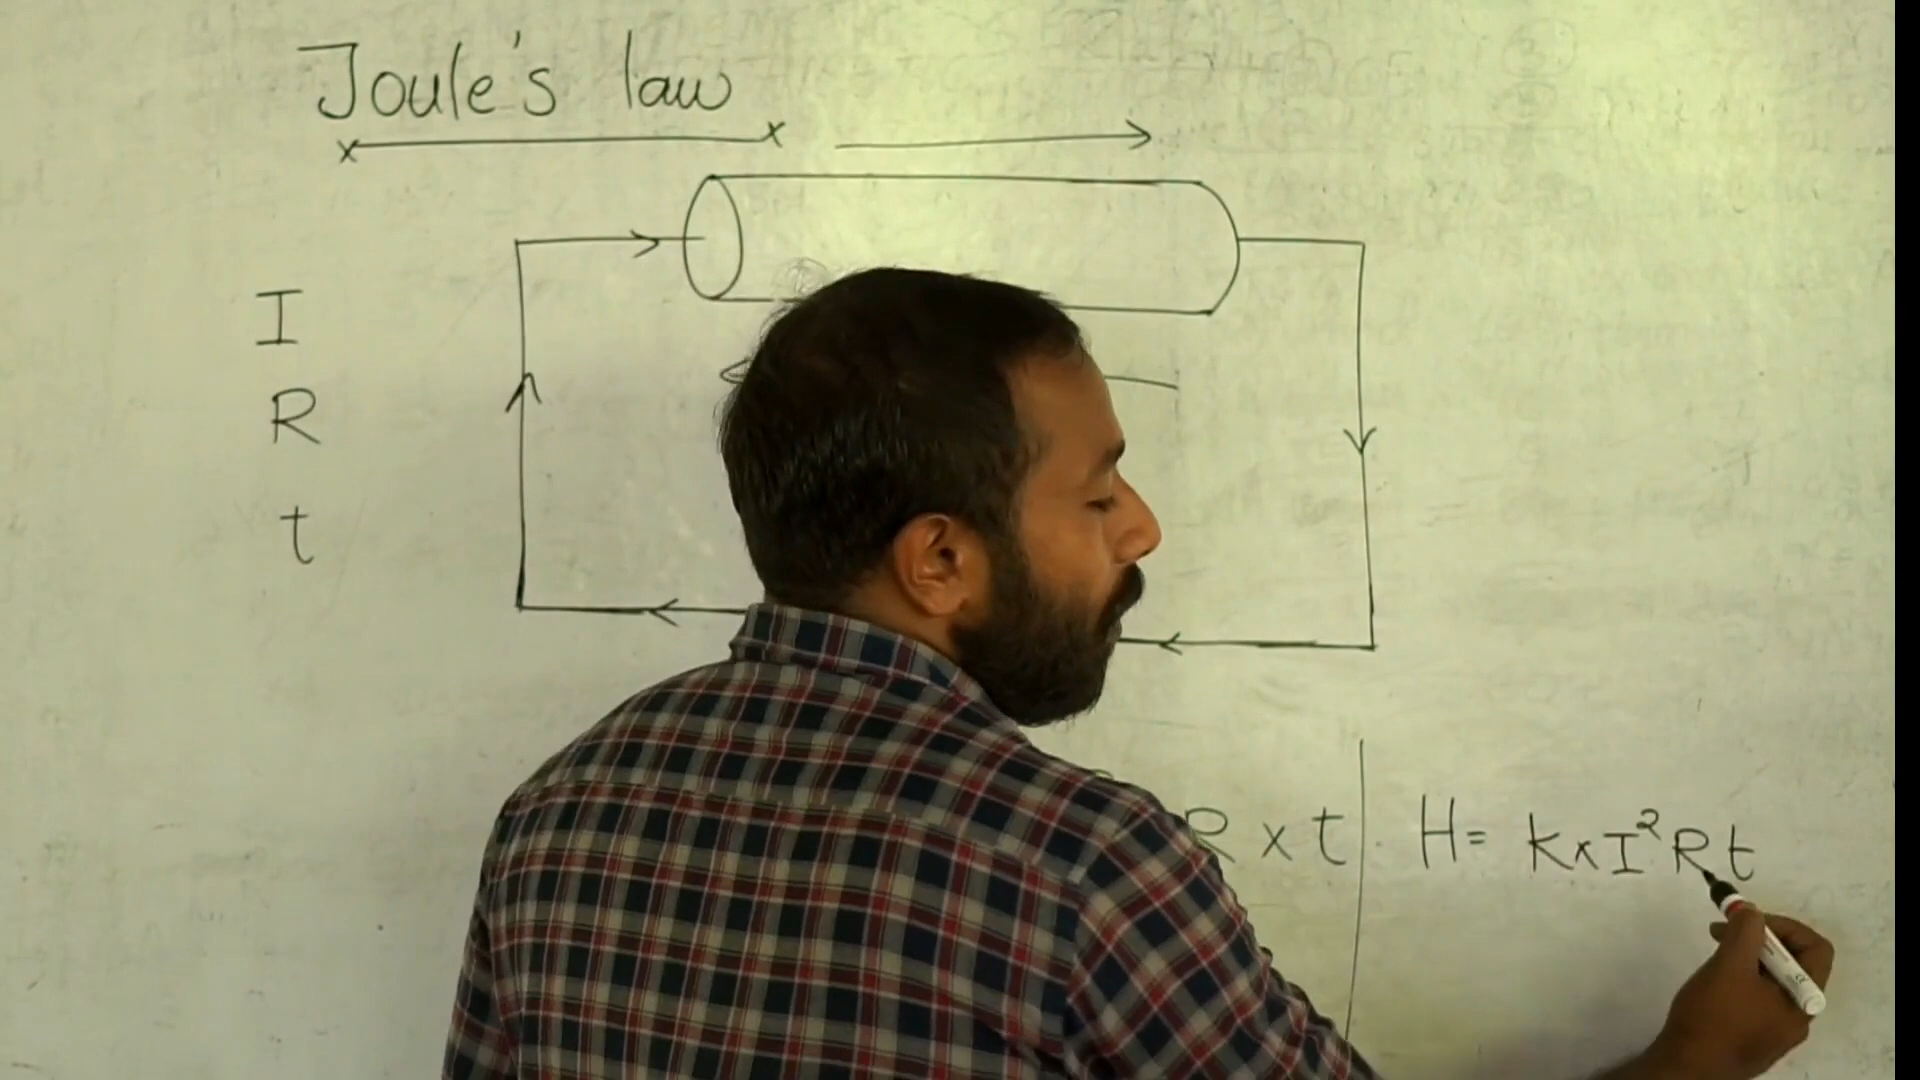 Joule's law
I
R
t
R × t
H = k×I²Rt